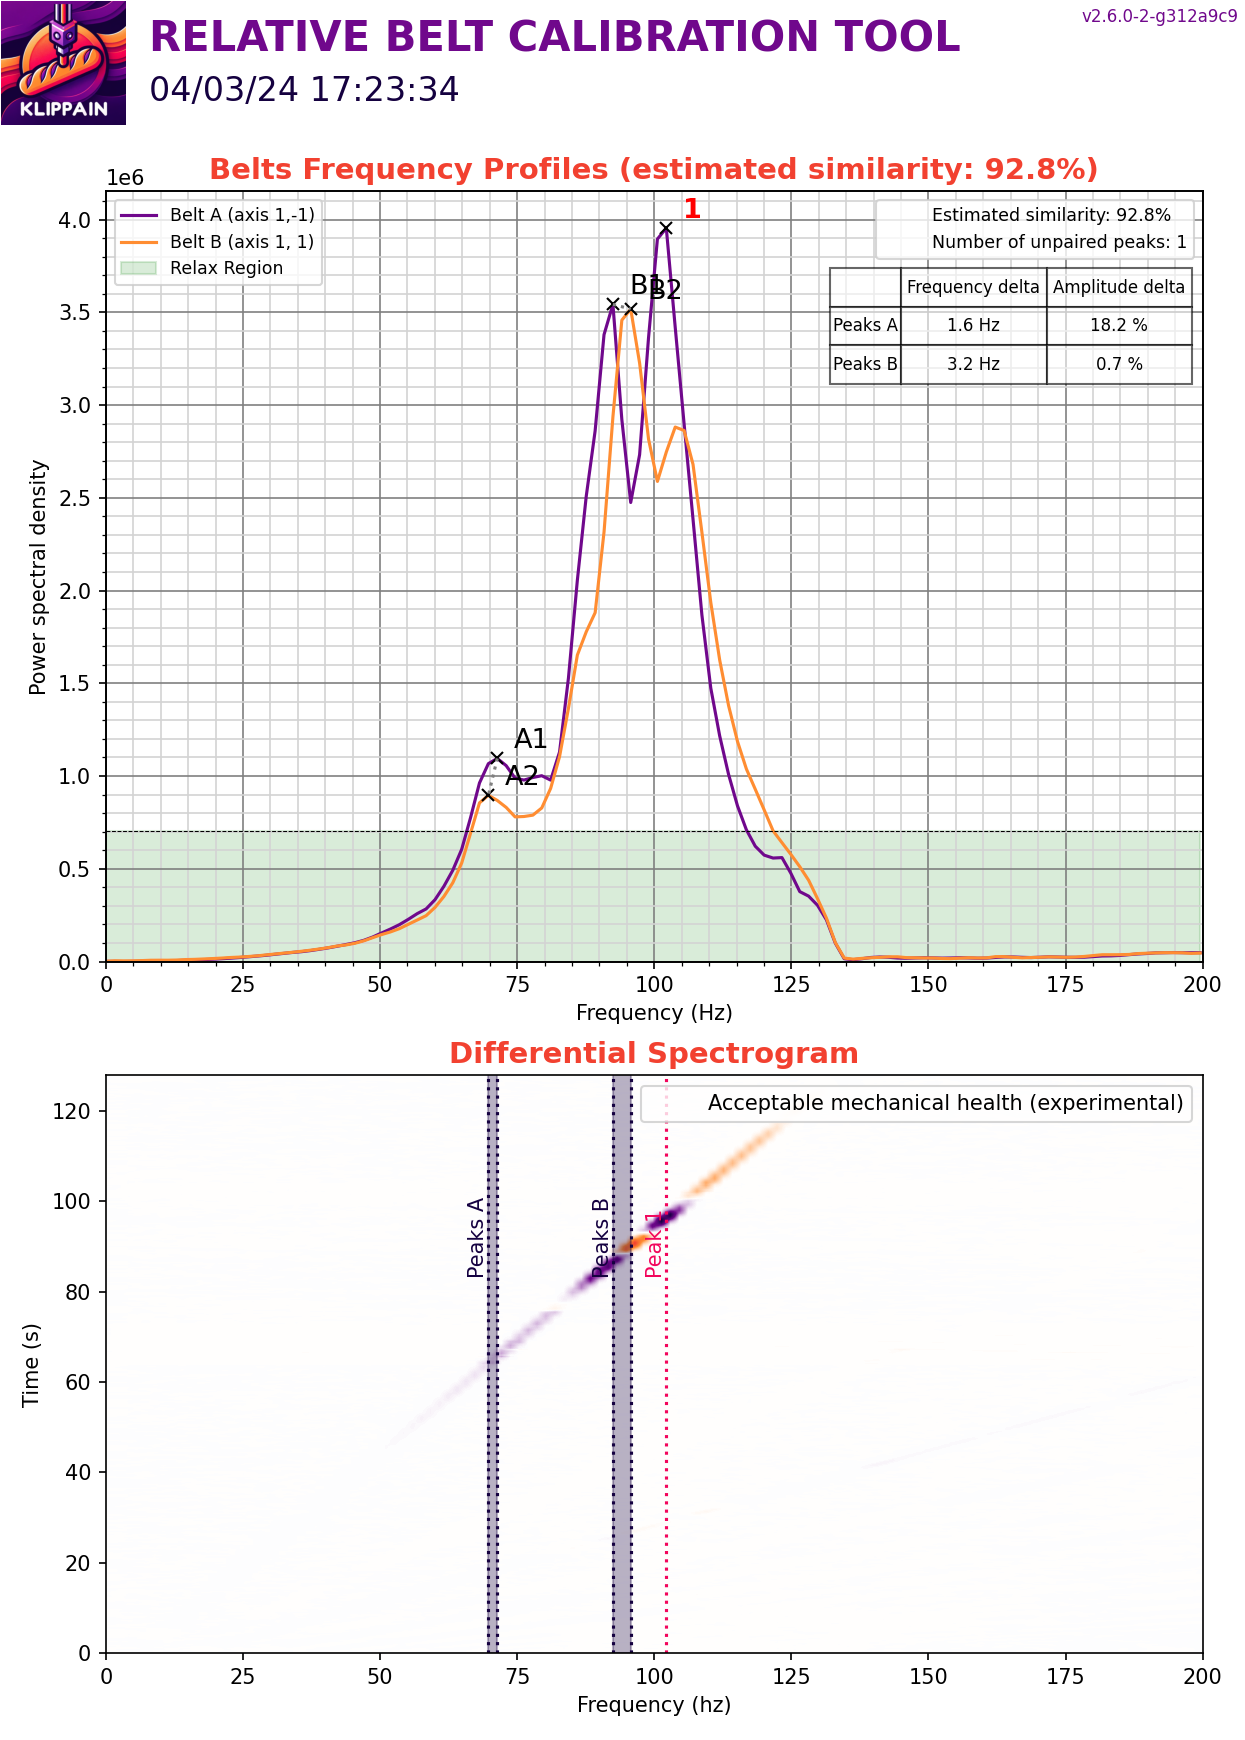 KLIPPAIN
RELATIVE BELT CALIBRATION TOOL
04/03/24 17:23:34
v2.6.0-2-g312a9c9
Belts Frequency Profiles (estimated similarity: 92.8%)
1e6
Belt A (axis 1,-1)
Belt B (axis 1, 1)
Relax Region
Estimated similarity: 92.8%
Number of unpaired peaks: 1
Frequency delta Amplitude delta
Peaks A 1.6 Hz 18.2 %
Peaks B 3.2 Hz 0.7 %
1
B1
B2
A1
A2
4.0
3.5
3.0
2.5
2.0
1.5
1.0
0.5
0.0
Power spectral density
0 25 50 75 100 125 150 175 200
Frequency (Hz)
Differential Spectrogram
Acceptable mechanical health (experimental)
Peaks A
Peaks B
Peak1
120
100
80
60
40
20
0
Time (s)
0 25 50 75 100 125 150 175 200
Frequency (hz)